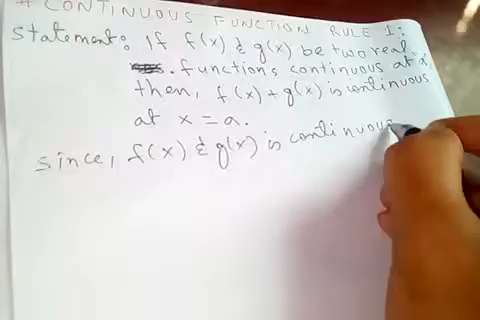 # CONTINUOUS FUNCTION RULE 1:
Statement: If f(x) & g(x) be two real
functions continuous at 'a',
then, f(x) + g(x) is continuous
at x = a.
since, f(x) & g(x) is continuous